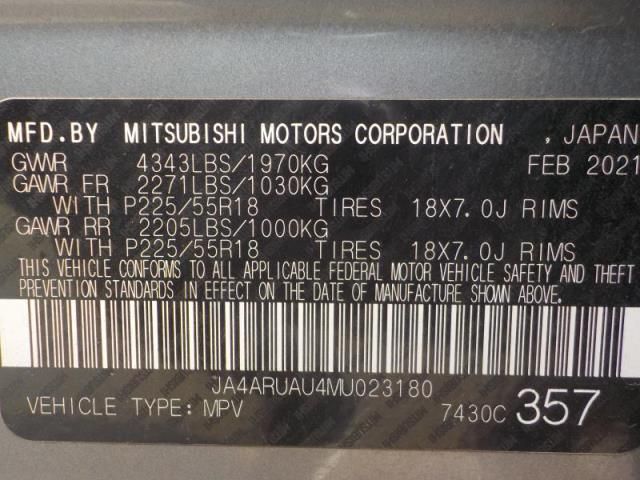 MFD.BY MITSUBISHI MOTORS CORPORATION , JAPAN
GVWR 4343LBS/1970KG FEB 2021
GAWR FR 2271LBS/1030KG
WITH P225/55R18 TIRES 18X7.0J RIMS
GAWR RR 2205LBS/1000KG
WITH P225/55R18 TIRES 18X7.0J RIMS
THIS VEHICLE CONFORMS TO ALL APPLICABLE FEDERAL MOTOR VEHICLE SAFETY AND THEFT
PREVENTION STANDARDS IN EFFECT ON THE DATE OF MANUFACTURE SHOWN ABOVE.
JA4ARUAU4MU023180
VEHICLE TYPE:MPV 7430C 357